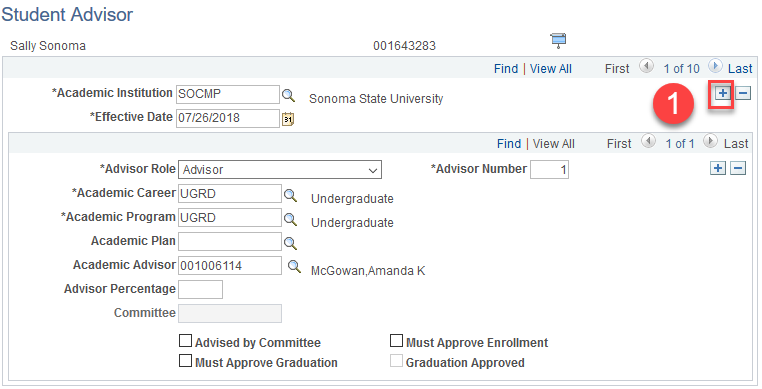 Student Advisor
Sally Sonoma 001643283
Find | View All First 1 of 10 Last
*Academic Institution SOCMP Sonoma State University
1
*Effective Date 07/26/2018 31
Find | View All First 1 of 1 Last
*Advisor Role Advisor *Advisor Number 1
*Academic Career UGRD Undergraduate
*Academic Program UGRD Undergraduate
Academic Plan
Academic Advisor 001006114 McGowan,Amanda K
Advisor Percentage
Committee
Advised by Committee Must Approve Enrollment
Must Approve Graduation Graduation Approved